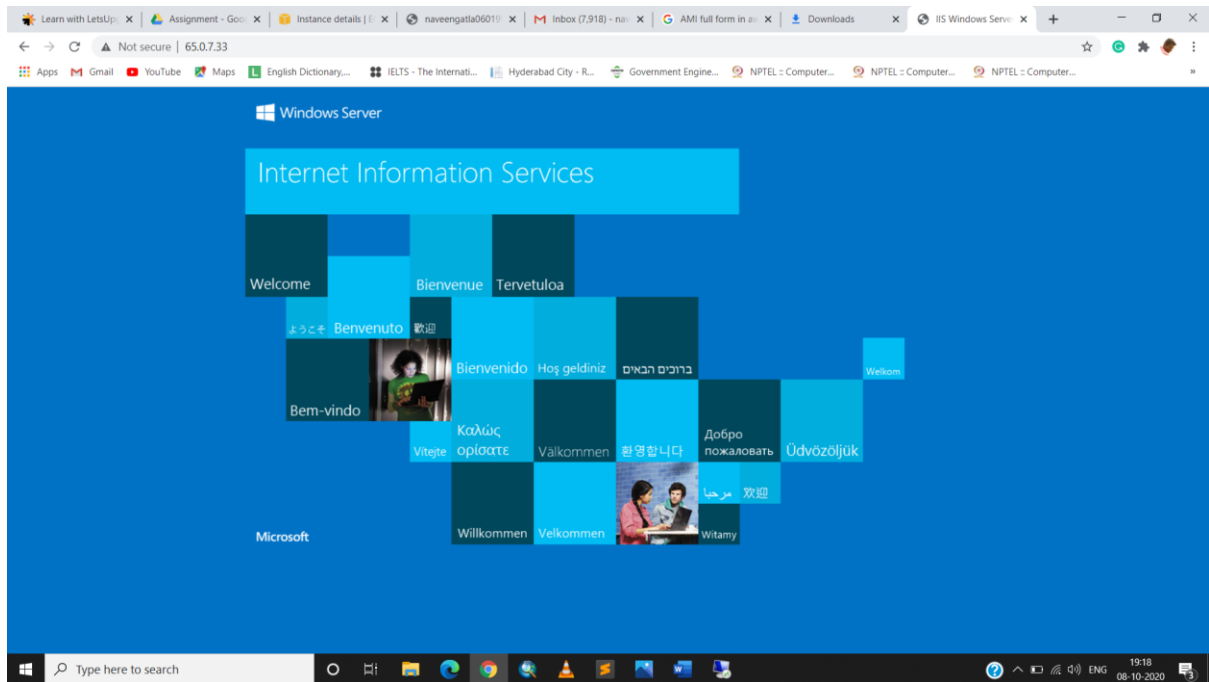 Learn with LetsUp
Assignment - Goo
Instance details | E
naveengatla06019
Inbox (7,918) - nav
AMI full form in a
Downloads
IIS Windows Server
Not secure | 65.0.7.33
Apps
Gmail
YouTube
Maps
English Dictionary,...
IELTS - The Internati...
Hyderabad City - R...
Government Engine...
NPTEL :: Computer...
NPTEL :: Computer...
NPTEL :: Computer...
Windows Server
Internet Information Services
Welcome
Bienvenue
Tervetuloa
ようこそ
Benvenuto
歡迎
Bienvenido
Hoş geldiniz
ברוכים הבאים
Welkom
Bem-vindo
Vítejte
Καλώς
ορίσατε
Välkommen
환영합니다
Добро
пожаловать
Üdvözöljük
مرحبا
欢迎
Willkommen
Velkommen
Witamy
Microsoft
Type here to search
ENG
19:18
08-10-2020
3